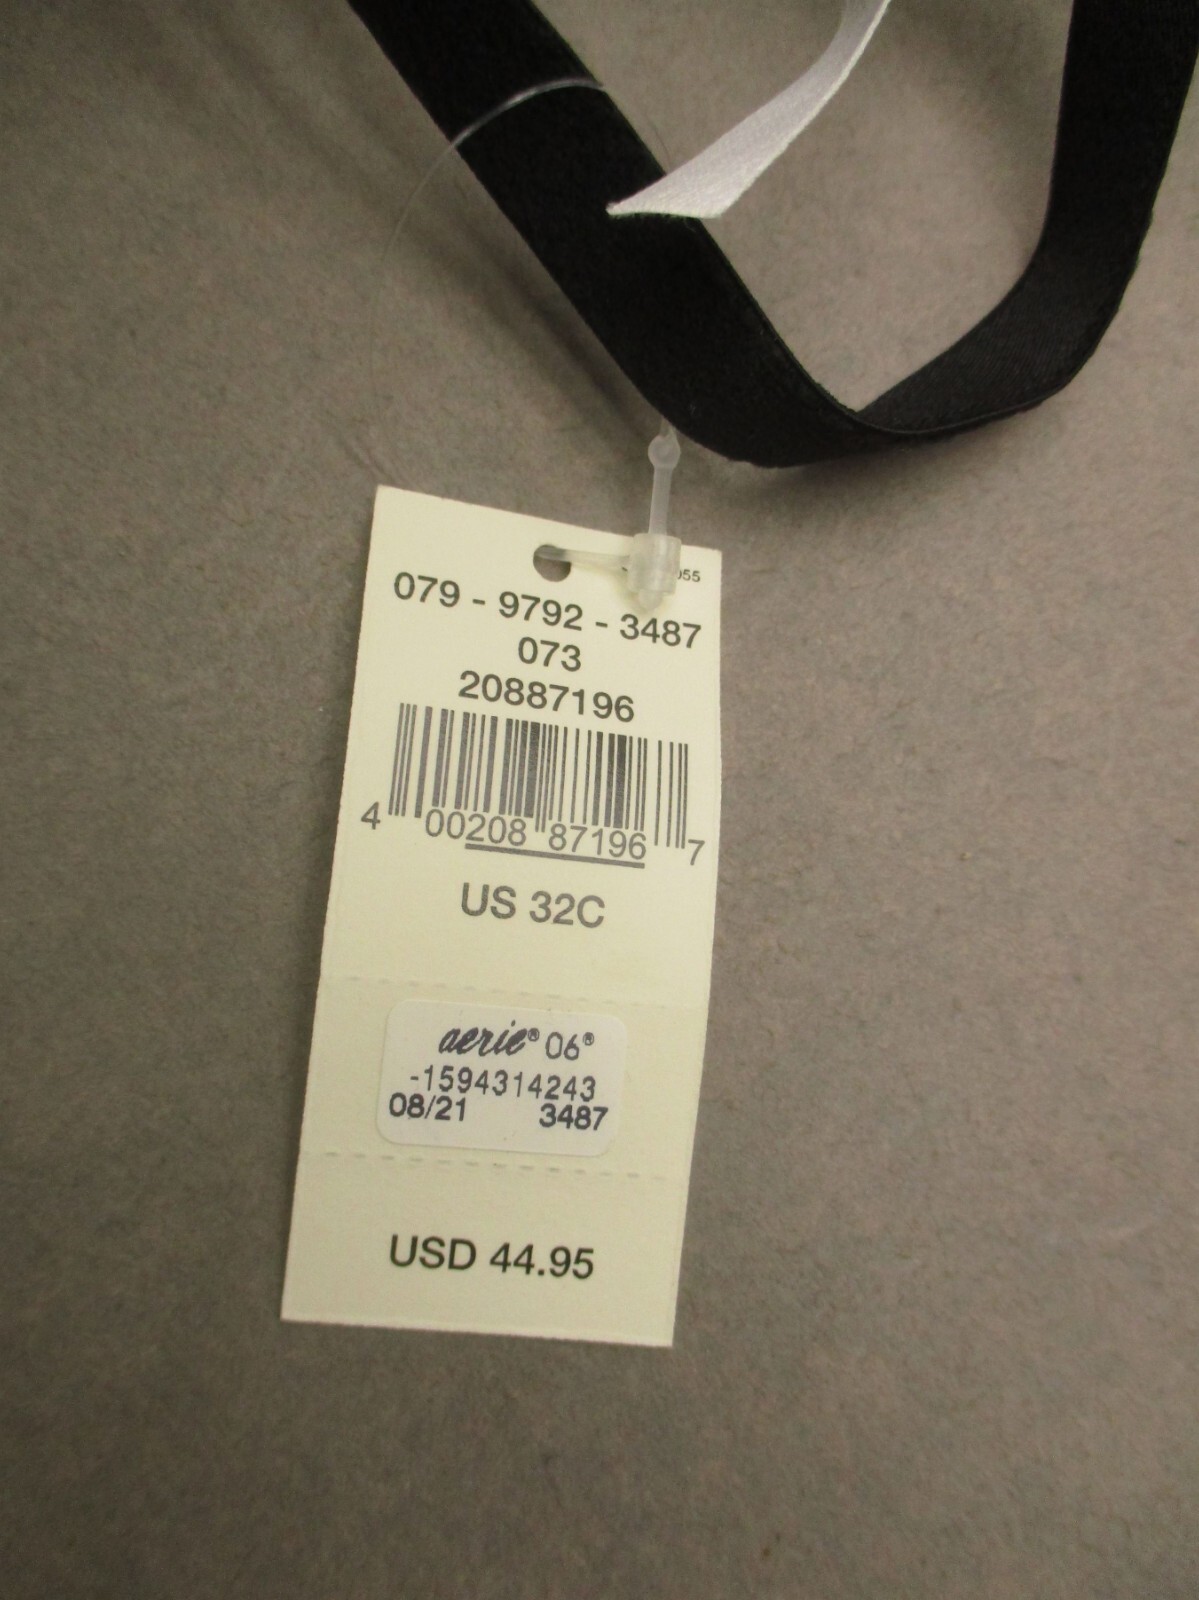 055
079 - 9792 - 3487
073
20887196
4 00208 87196 7
US 32C
aerie® 06®
-1594314243
08/21 3487
USD 44.95